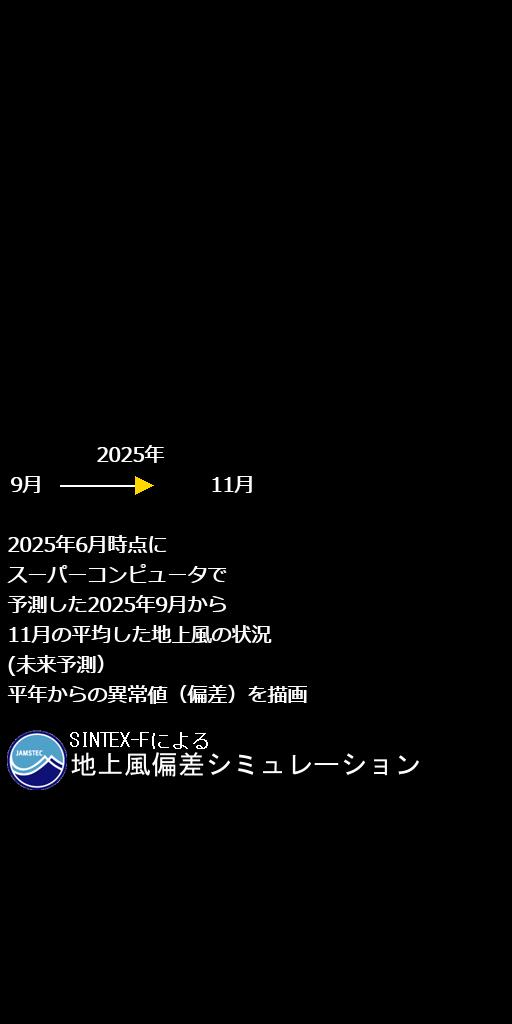 2025年
9月 11月
2025年6月時点に
スーパーコンピュータで
予測した2025年9月から
11月の平均した地上風の状況
(未来予測）
平年からの異常値（偏差）を描画
SINTEX-Fによる
JAMSTEC
地上風偏差シミュレーション